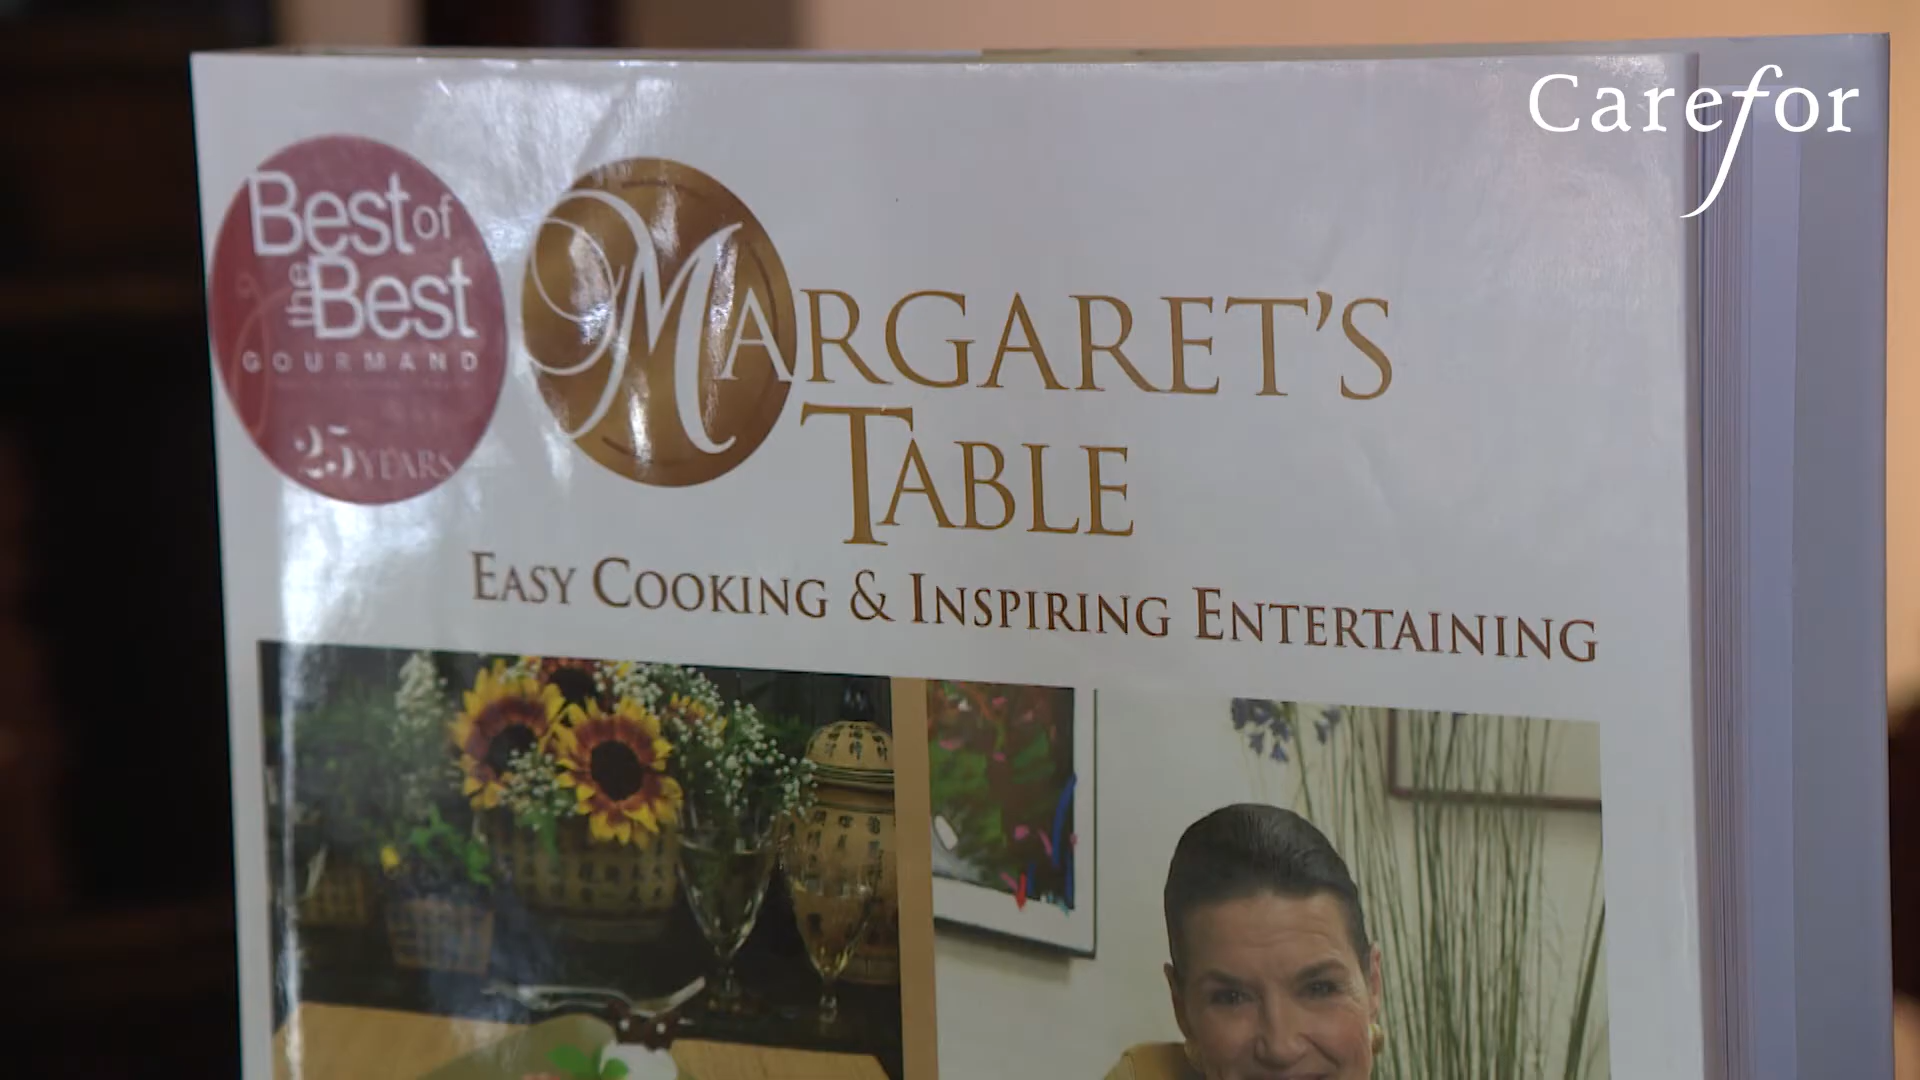 Carefor
Best of
the Best
GOURMAND
25 YEARS
MARGARET'S
TABLE
EASY COOKING & INSPIRING ENTERTAINING